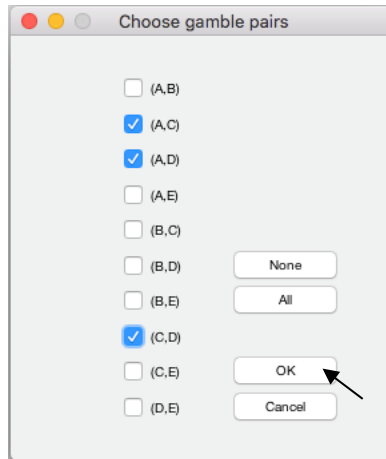 Choose gamble pairs
(A,B)
(A,C)
(A,D)
(A,E)
(B,C)
(B,D)
None
(B,E)
All
(C,D)
(C,E)
OK
(D,E)
Cancel